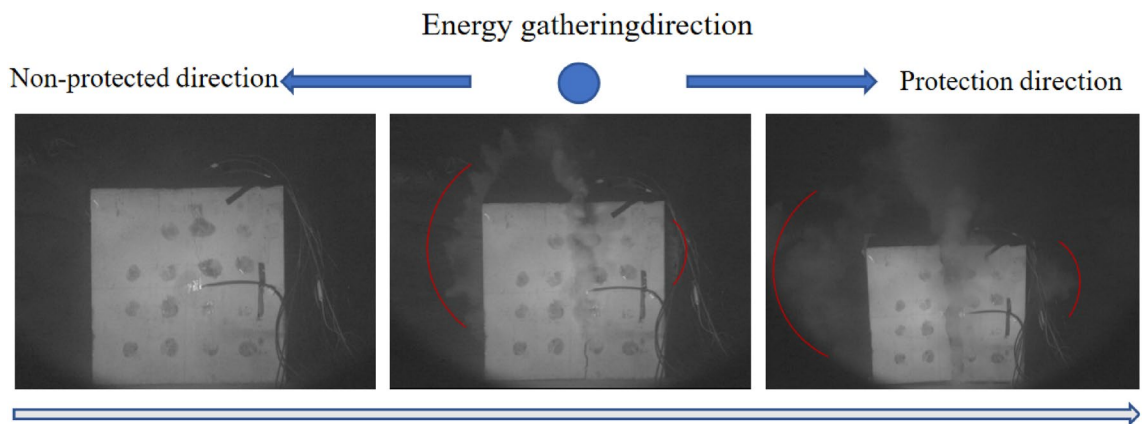 Energy gatheringdirection
Non-protected direction
Protection direction